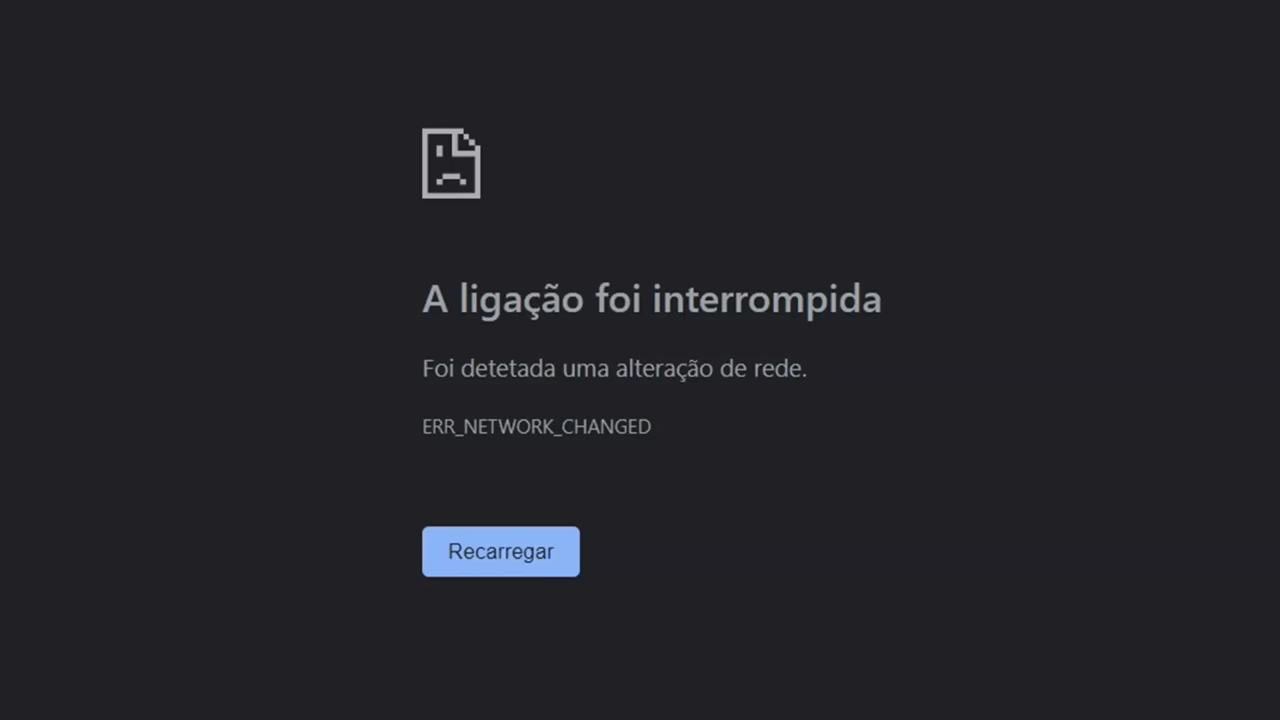 A ligação foi interrompida
Foi detetada uma alteração de rede.
ERR_NETWORK_CHANGED
Recarregar